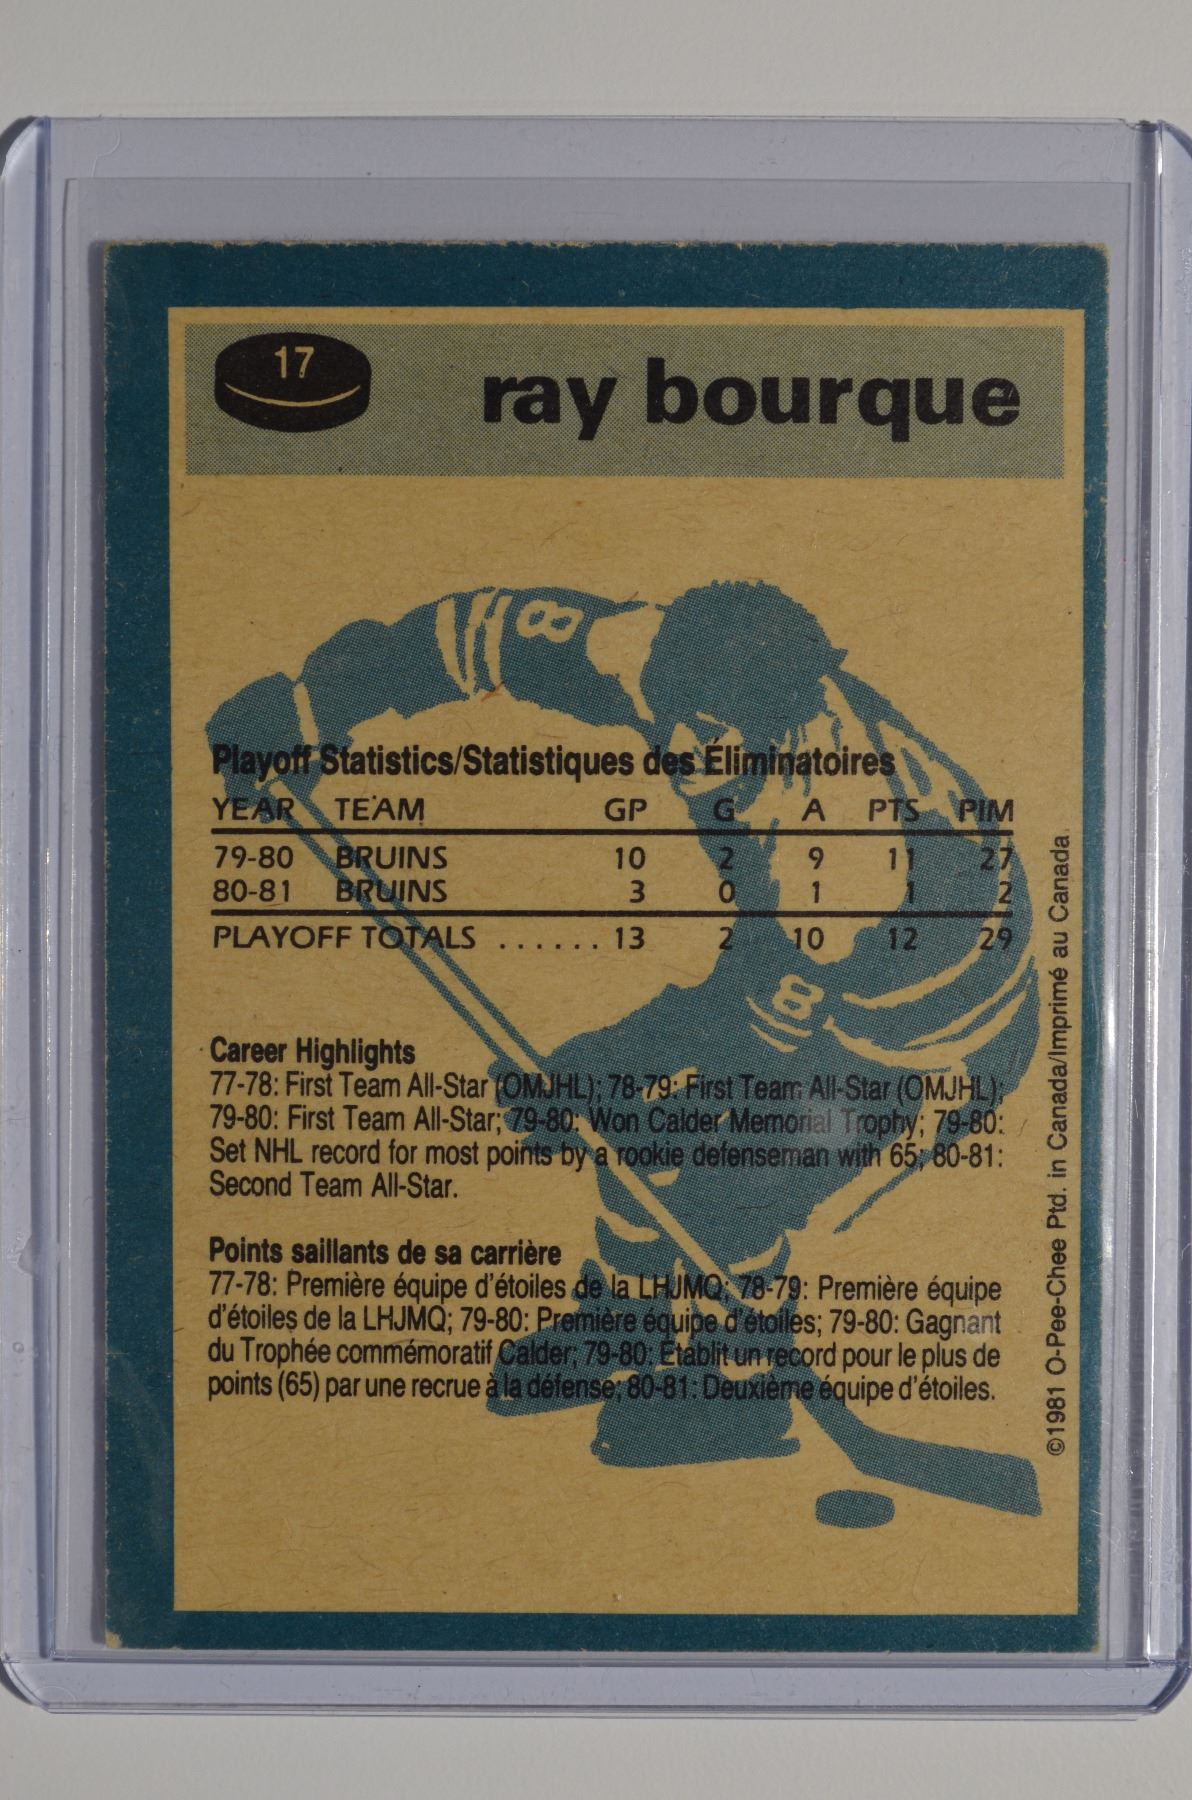 17
ray bourque
8
Playoff Statistics/Statistiques des Éliminatoires
YEAR TEAM GP G A PTS PIM
79-80 BRUINS 10 2 9 11 27
80-81 BRUINS 3 0 1 1 2
PLAYOFF TOTALS ...... 13 2 10 12 29
8
Career Highlights
77-78: First Team All-Star (OMJHL); 78-79: First Team All-Star (OMJHL);
79-80: First Team All-Star; 79-80: Won Calder Memorial Trophy; 79-80:
Set NHL record for most points by a rookie defenseman with 65; 80-81:
Second Team All-Star.
Points saillants de sa carrière
77-78: Première équipe d'étoiles de la LHJMQ; 78-79: Première équipe
d'étoiles de la LHJMQ; 79-80: Première équipe d'étoiles; 79-80: Gagnant
du Trophée commémoratif Calder; 79-80: Etablit un record pour le plus de
points (65) par une recrue à la défense; 80-81: Deuxième équipe d'étoiles.
©1981 O-Pee-Chee Ptd. in Canada/Imprimé au Canada.